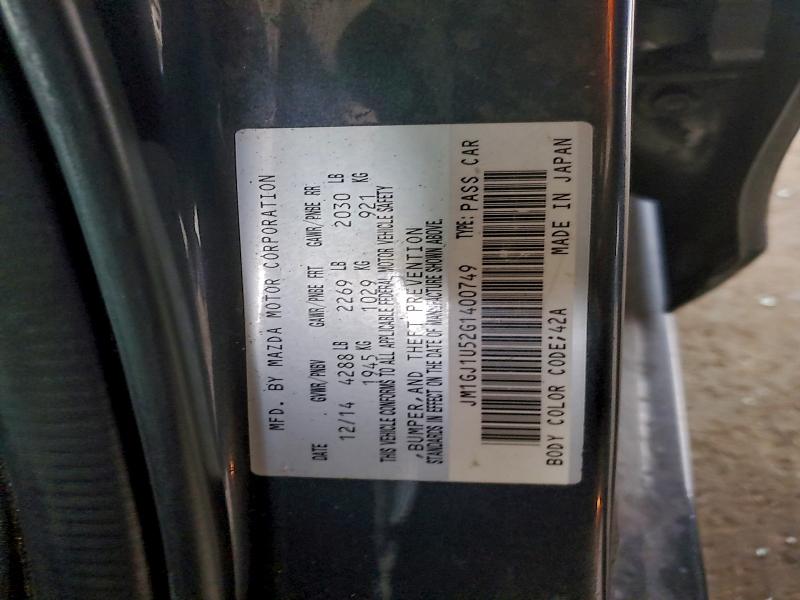 MFD. BY MAZDA MOTOR CORPORATION
DATE GVWR/PNBV GAWR/PNBE FRT GAWR/PNBE RR
12/14 4288 LB 2269 LB 2030 LB
1945 KG 1029 KG 921 KG
THIS VEHICLE CONFORMS TO ALL APPLICABLE FEDERAL MOTOR VEHICLE SAFETY
,BUMPER,AND THEFT PREVENTION
STANDARDS IN EFFECT ON THE DATE OF MANUFACTURE SHOWN ABOVE.
JM1GJ1U52G1400749 TYPE: PASS CAR
BODY COLOR CODE;42A MADE IN JAPAN